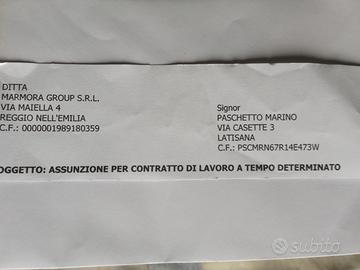 DITTA
MARMORA GROUP S.R.L.
VIA MAIELLA 4
REGGIO NELL'EMILIA
C.F.: 0000001989180359
Signor
PASCHETTO MARINO
VIA CASETTE 3
LATISANA
C.F.: PSCMRN67R14E473W
OGGETTO: ASSUNZIONE PER CONTRATTO DI LAVORO A TEMPO DETERMINATO
subito